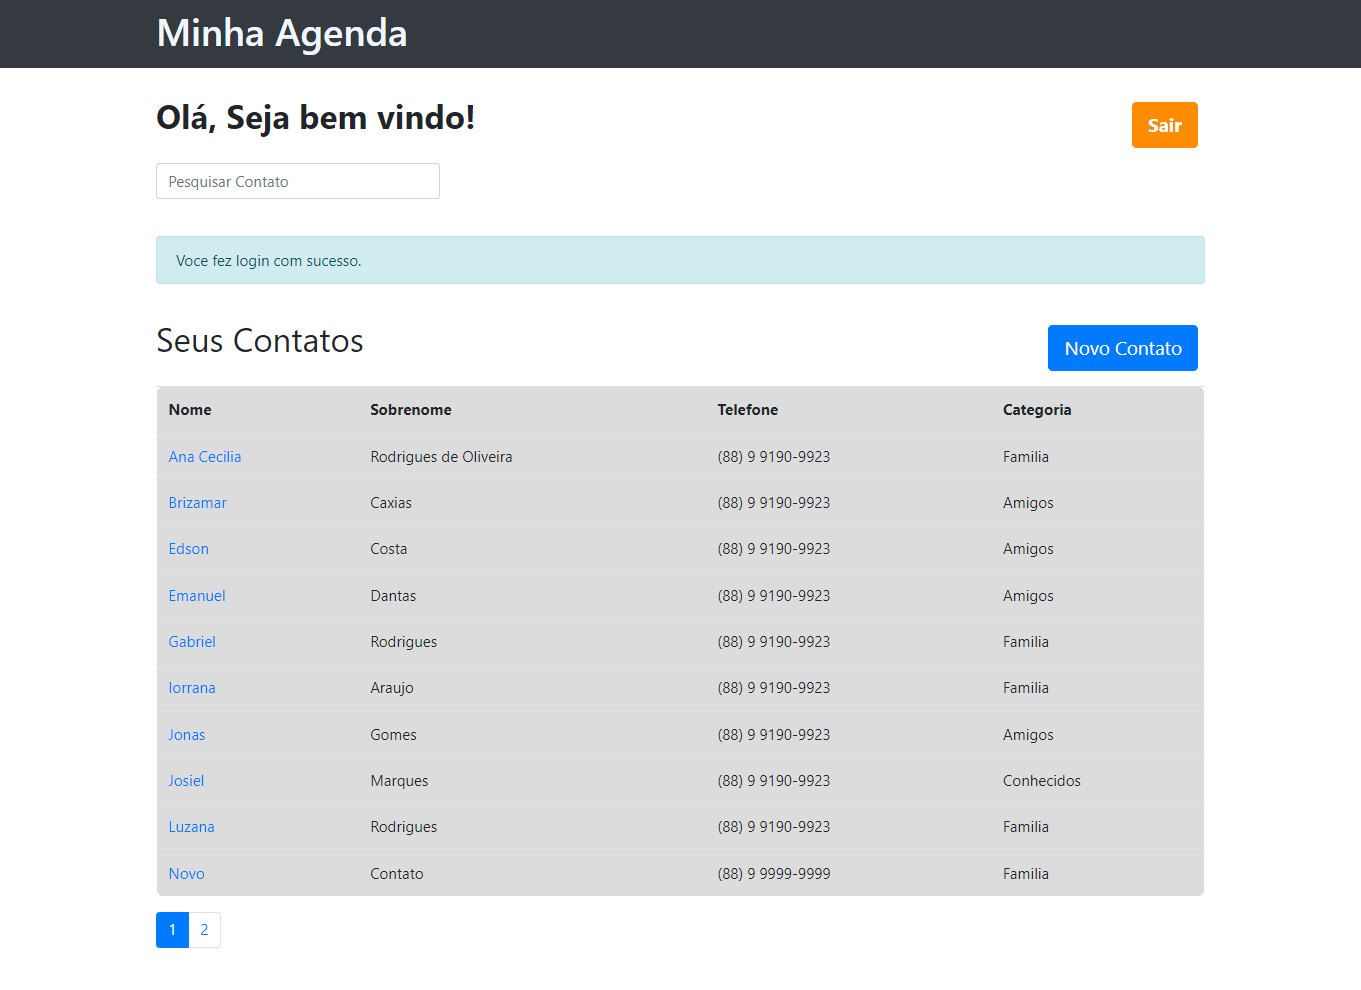 Minha Agenda
Olá, Seja bem vindo!
Sair
Pesquisar Contato
Voce fez login com sucesso.
Seus Contatos
Novo Contato
Nome Sobrenome Telefone Categoria
Ana Cecilia Rodrigues de Oliveira (88) 9 9190-9923 Familia
Brizamar Caxias (88) 9 9190-9923 Amigos
Edson Costa (88) 9 9190-9923 Amigos
Emanuel Dantas (88) 9 9190-9923 Amigos
Gabriel Rodrigues (88) 9 9190-9923 Familia
Iorrana Araujo (88) 9 9190-9923 Familia
Jonas Gomes (88) 9 9190-9923 Amigos
Josiel Marques (88) 9 9190-9923 Conhecidos
Luzana Rodrigues (88) 9 9190-9923 Familia
Novo Contato (88) 9 9999-9999 Familia
1 2